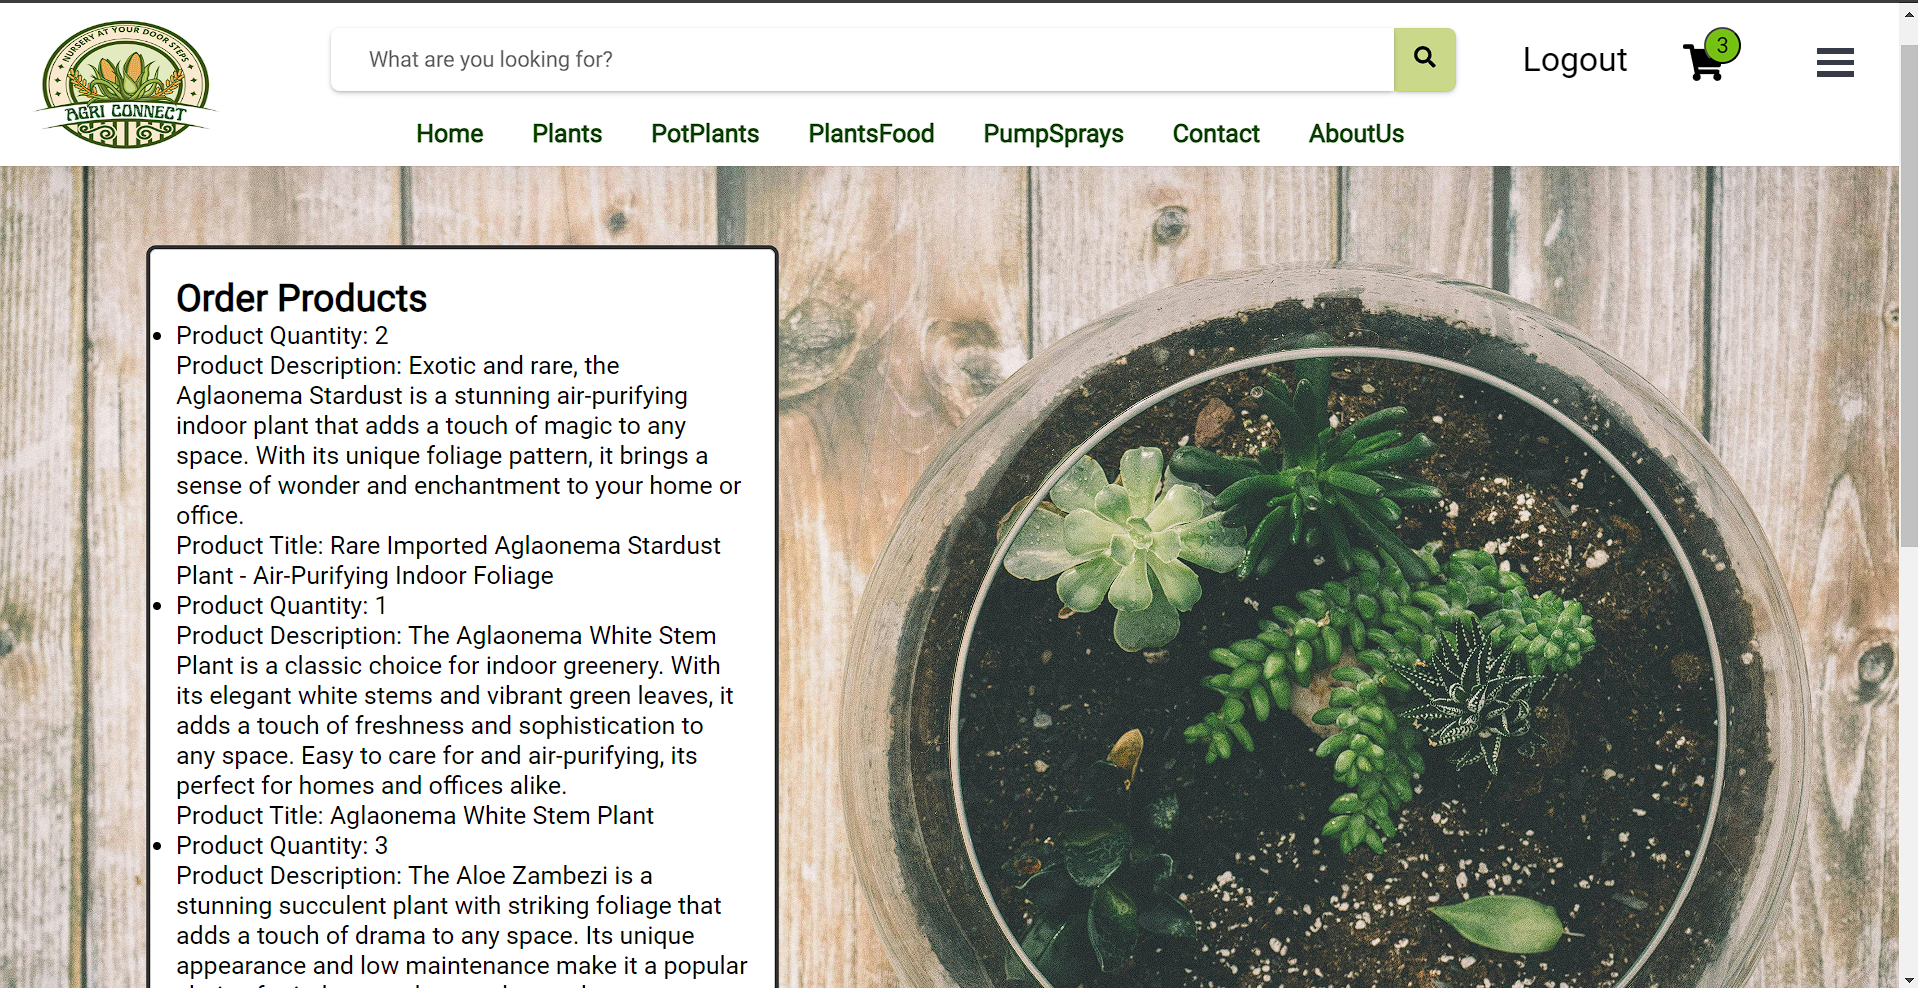 NURSERY AT YOUR DOOR STEPS
AGRI CONNECT
What are you looking for?
Logout
3
Home Plants PotPlants PlantsFood PumpSprays Contact AboutUs
Order Products
Product Quantity: 2
Product Description: Exotic and rare, the
Aglaonema Stardust is a stunning air-purifying
indoor plant that adds a touch of magic to any
space. With its unique foliage pattern, it brings a
sense of wonder and enchantment to your home or
office.
Product Title: Rare Imported Aglaonema Stardust
Plant - Air-Purifying Indoor Foliage
Product Quantity: 1
Product Description: The Aglaonema White Stem
Plant is a classic choice for indoor greenery. With
its elegant white stems and vibrant green leaves, it
adds a touch of freshness and sophistication to
any space. Easy to care for and air-purifying, its
perfect for homes and offices alike.
Product Title: Aglaonema White Stem Plant
Product Quantity: 3
Product Description: The Aloe Zambezi is a
stunning succulent plant with striking foliage that
adds a touch of drama to any space. Its unique
appearance and low maintenance make it a popular